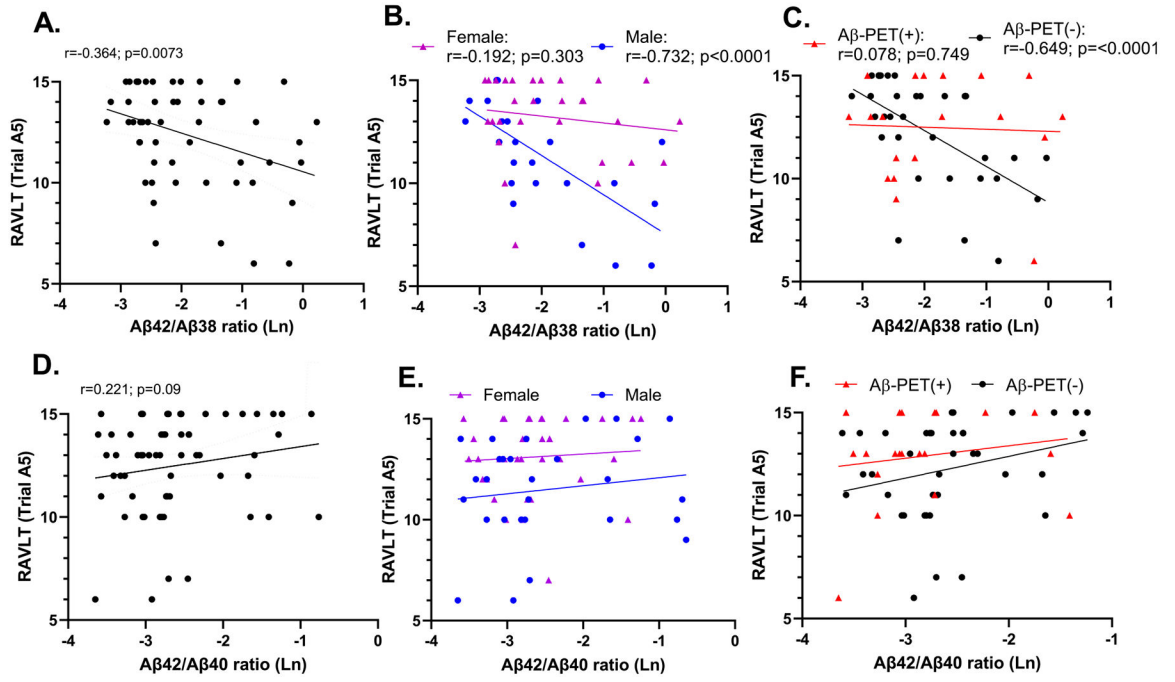 A.
r=-0.364; p=0.0073
RAVLT (Trial A5)
15
10
5
-4 -3 -2 -1 0 1
Aβ42/Aβ38 ratio (Ln)
B.
Female: Male:
r=-0.192; p=0.303 r=-0.732; p<0.0001
RAVLT (Trial A5)
15
10
5
-4 -3 -2 -1 0 1
Aβ42/Aβ38 ratio (Ln)
C.
Aβ-PET(+): Aβ-PET(-):
r=0.078; p=0.749 r=-0.649; p=<0.0001
RAVLT (Trial A5)
15
10
5
-4 -3 -2 -1 0 1
Aβ42/Aβ38 ratio (Ln)
D.
r=0.221; p=0.09
RAVLT (Trial A5)
15
10
5
-4 -3 -2 -1 0
Aβ42/Aβ40 ratio (Ln)
E.
Female Male
RAVLT (Trial A5)
15
10
5
-4 -3 -2 -1 0
Aβ42/Aβ40 ratio (Ln)
F.
Aβ-PET(+) Aβ-PET(-)
RAVLT (Trial A5)
15
10
5
-4 -3 -2 -1
Aβ42/Aβ40 ratio (Ln)